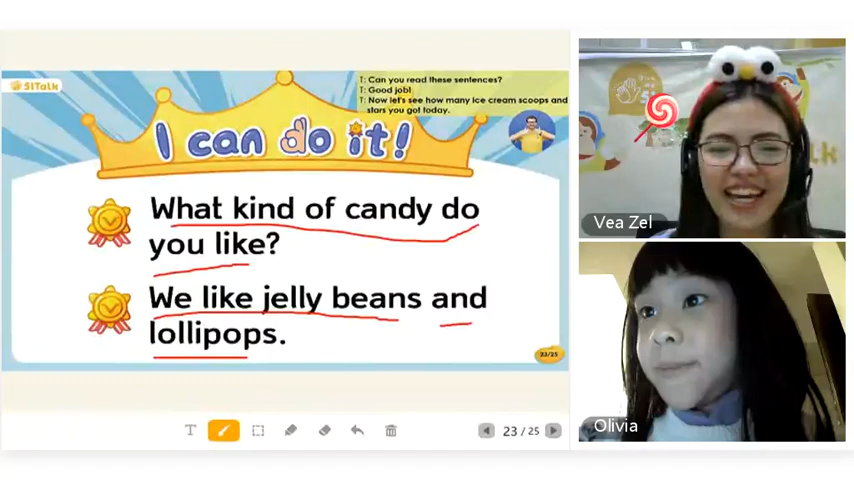 51Talk
T: Can you read these sentences?
T: Good job!
T: Now let's see how many ice cream scoops and
stars you got today.
I can do it!
What kind of candy do
you like?
We like jelly beans and
lollipops.
23/25
T
23 / 25
Vea Zel
Olivia